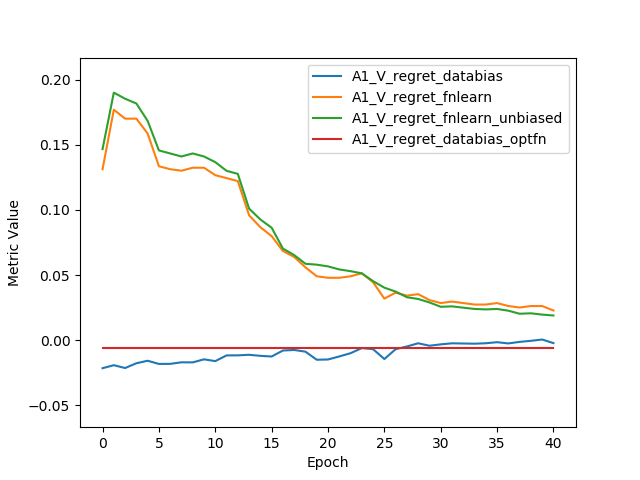 A1_V_regret_databias
A1_V_regret_fnlearn
A1_V_regret_fnlearn_unbiased
A1_V_regret_databias_optfn
0.20
0.15
0.10
0.05
0.00
−0.05
Metric Value
0 5 10 15 20 25 30 35 40
Epoch